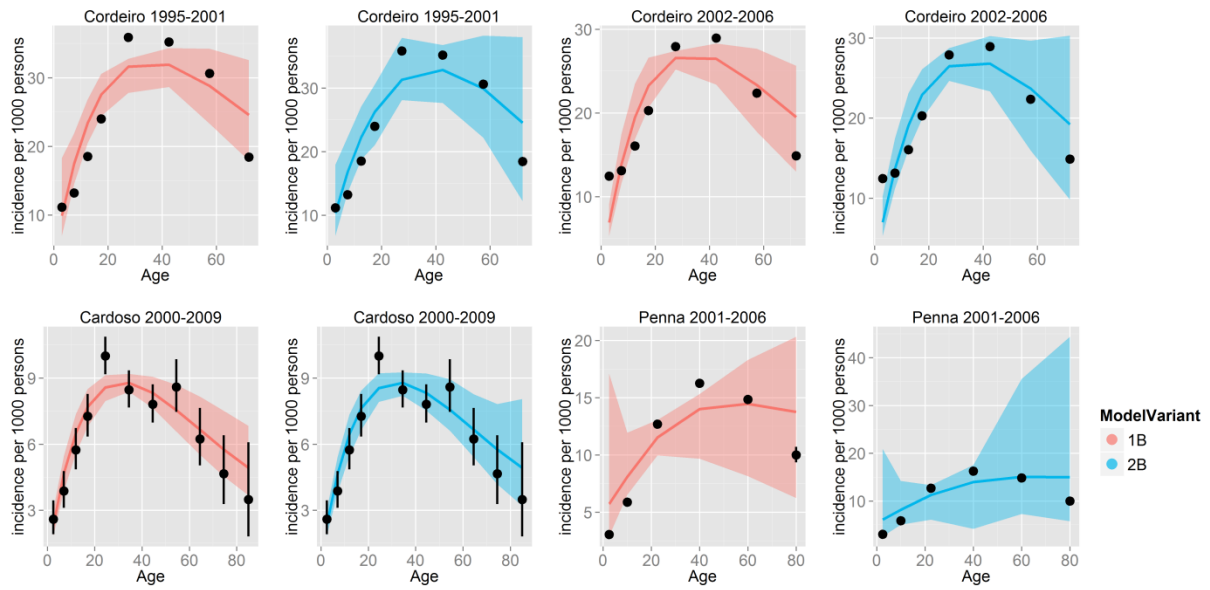 Cordeiro 1995-2001
Cordeiro 1995-2001
Cordeiro 2002-2006
Cordeiro 2002-2006
incidence per 1000 persons
30
20
10
0 20 40 60
Age
incidence per 1000 persons
30
20
10
0 20 40 60
Age
incidence per 1000 persons
30
20
10
0 20 40 60
Age
incidence per 1000 persons
30
20
10
0 20 40 60
Age
Cardoso 2000-2009
Cardoso 2000-2009
Penna 2001-2006
Penna 2001-2006
incidence per 1000 persons
9
6
3
0 20 40 60 80
Age
incidence per 1000 persons
9
6
3
0 20 40 60 80
Age
incidence per 1000 persons
20
15
10
5
0 20 40 60 80
Age
incidence per 1000 persons
40
30
20
10
0 20 40 60 80
Age
ModelVariant
1B
2B